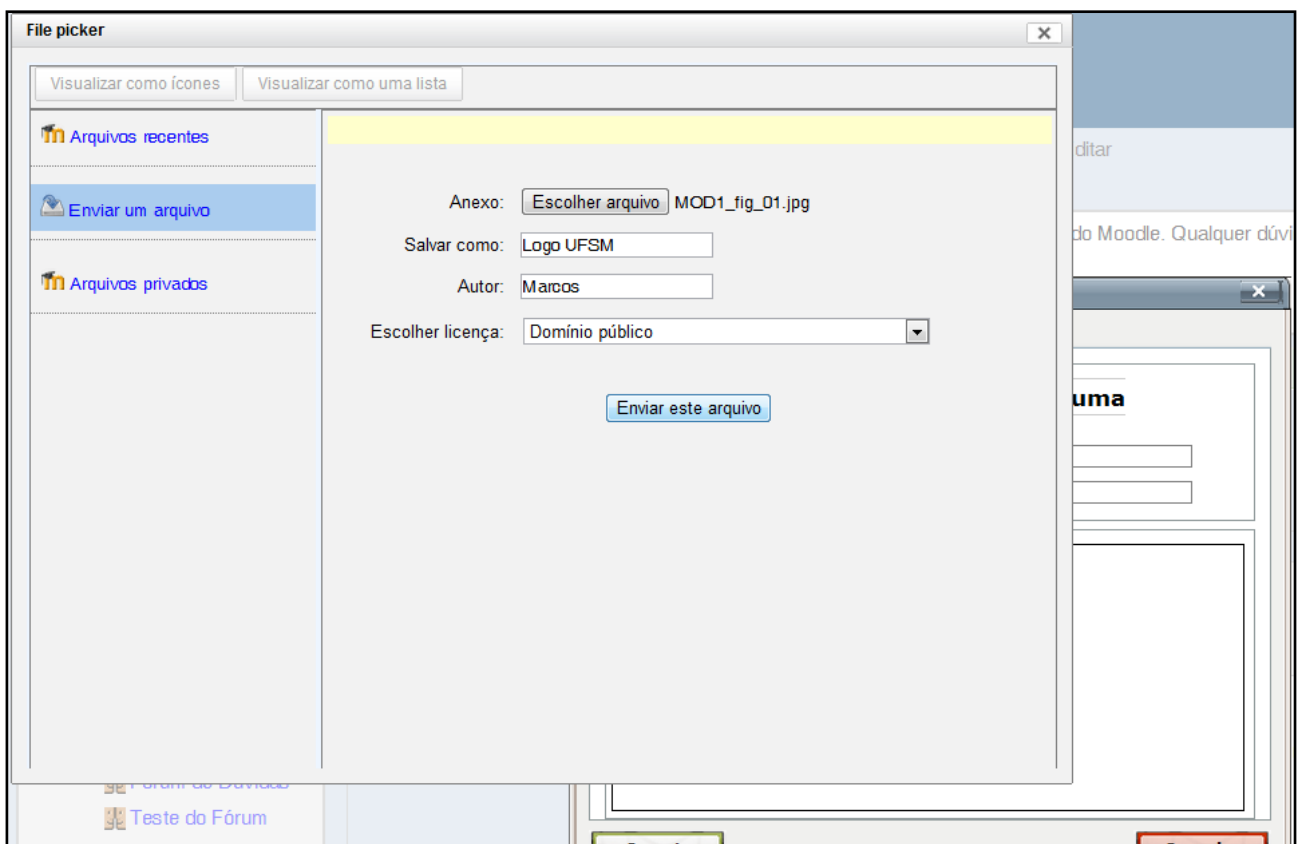 File picker
Visualizar como ícones Visualizar como uma lista
Arquivos recentes
Enviar um arquivo
Arquivos privados
Anexo: Escolher arquivo MOD1_fig_01.jpg
Salvar como: Logo UFSM
Autor: Marcos
Escolher licença: Domínio público
Enviar este arquivo
ditar
do Moodle. Qualquer dúvi
uma
Teste do Fórum